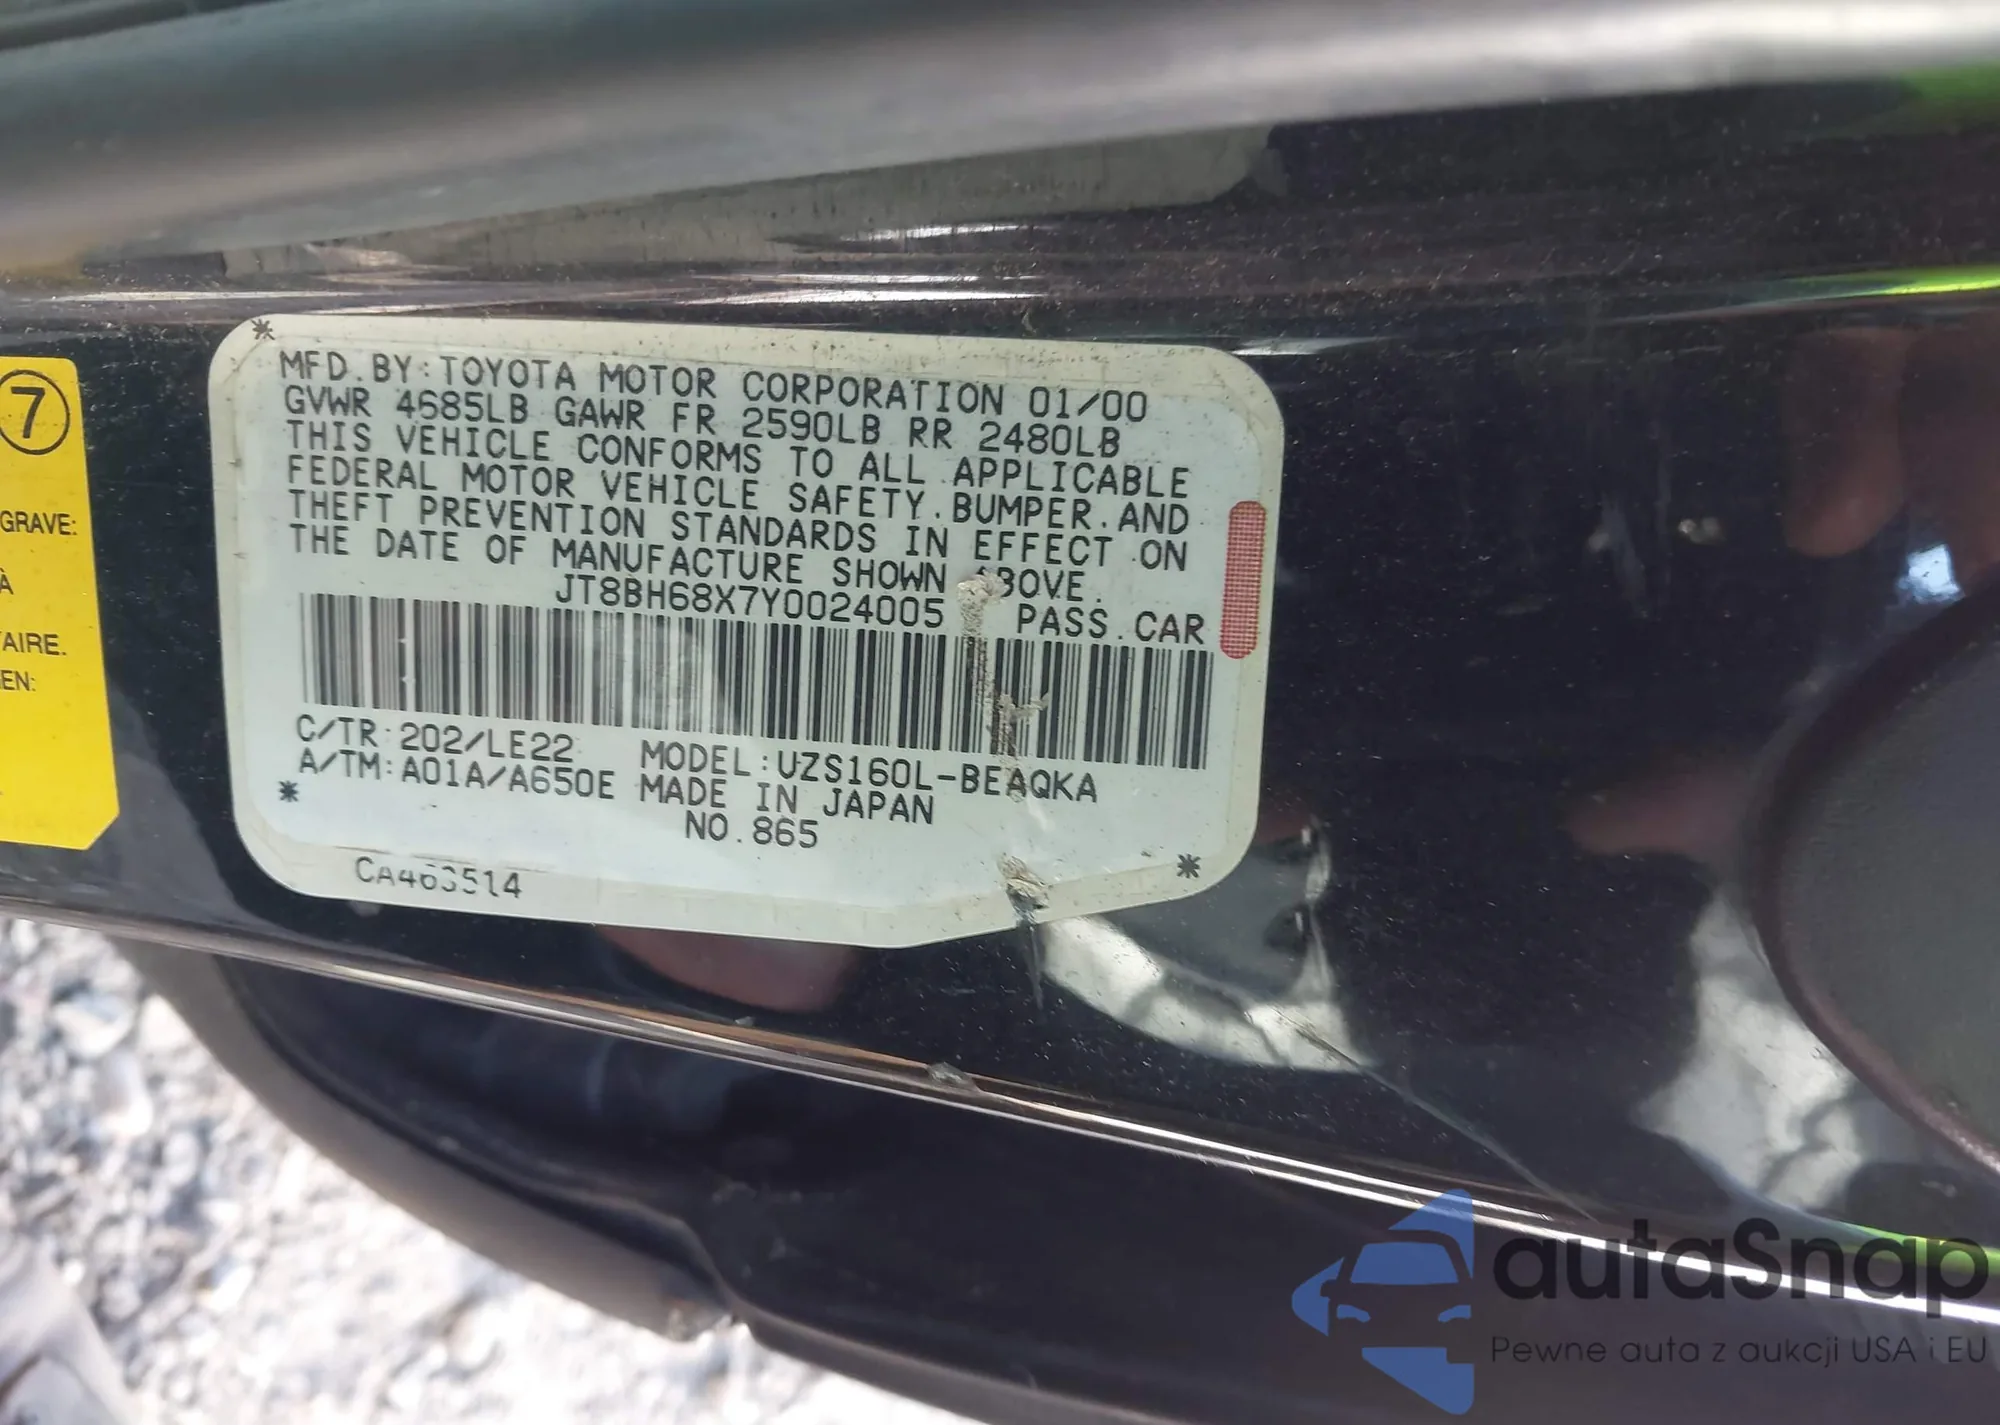 7
GRAVE:
À
AIRE.
EN:
MFD.BY:TOYOTA MOTOR CORPORATION 01/00
GVWR 4685LB GAWR FR 2590LB RR 2480LB
THIS VEHICLE CONFORMS TO ALL APPLICABLE
FEDERAL MOTOR VEHICLE SAFETY.BUMPER.AND
THEFT PREVENTION STANDARDS IN EFFECT ON
THE DATE OF MANUFACTURE SHOWN ABOVE.
JT8BH68X7Y0024005 PASS.CAR
C/TR:202/LE22 MODEL:UZS160L-BEAQKA
A/TM:A01A/A650E MADE IN JAPAN
NO.865
CA463514
autaSnap
Pewne auta z aukcji USA i EU